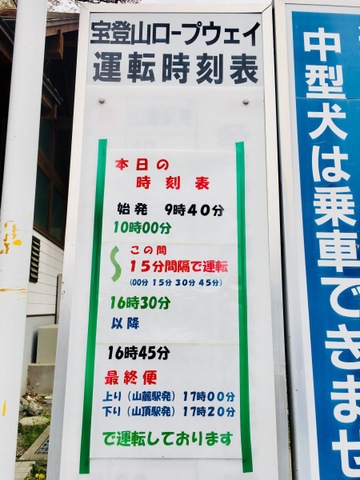 宝登山ロープウェイ
運転時刻表
本日の
時刻表
始発 9時40分
10時00分
この間
15分間隔で運転
(00分 15分 30分 45分)
16時30分
以降
16時45分
最終便
上り（山麓駅発）17時00分
下り（山頂駅発）17時20分
で運転しております
中型犬は乗車できませ